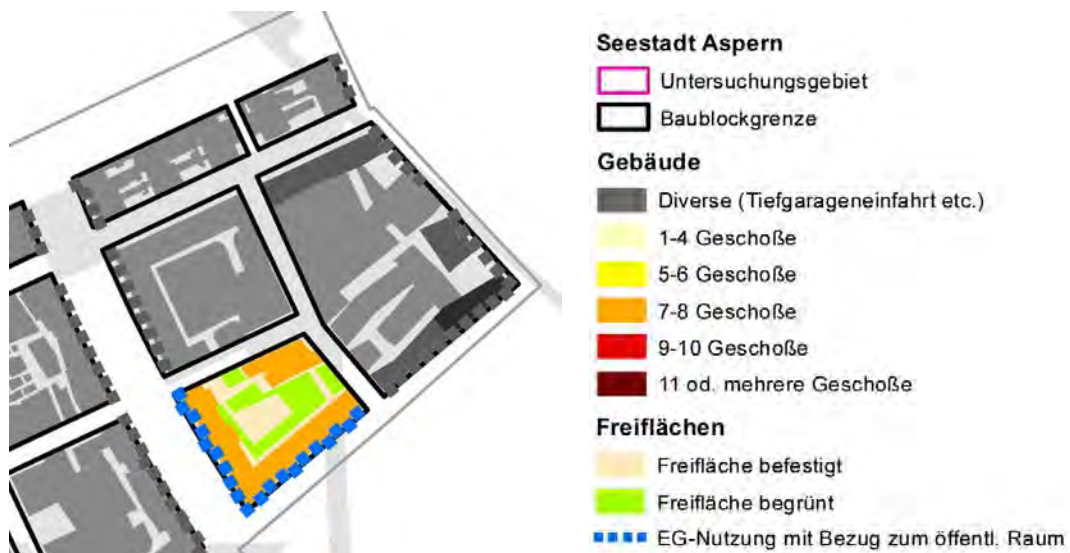 Seestadt Aspern
Untersuchungsgebiet
Baublockgrenze
Gebäude
Diverse (Tiefgarageneinfahrt etc.)
1-4 Geschoße
5-6 Geschoße
7-8 Geschoße
9-10 Geschoße
11 od. mehrere Geschoße
Freiflächen
Freifläche befestigt
Freifläche begrünt
EG-Nutzung mit Bezug zum öffentl. Raum